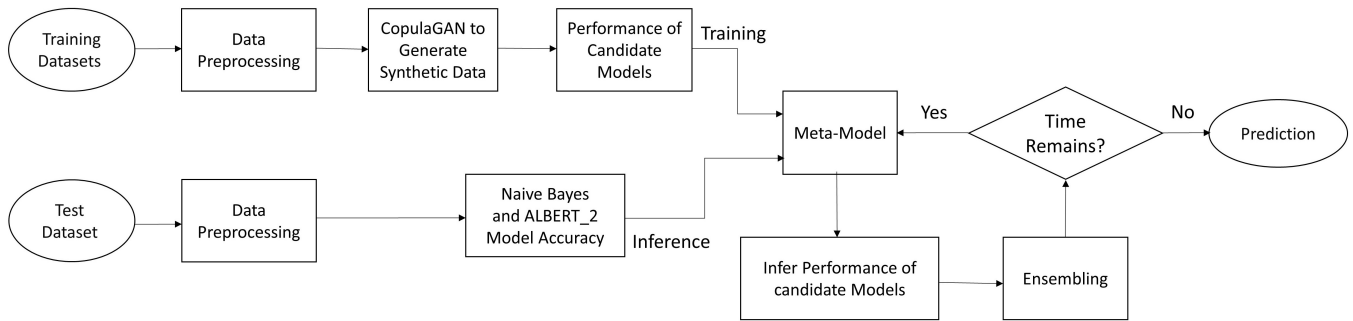 Training
Datasets
Data
Preprocessing
CopulaGAN to
Generate
Synthetic Data
Performance of
Candidate
Models
Training
Meta-Model
Yes
Time
Remains?
No
Prediction
Test
Dataset
Data
Preprocessing
Naive Bayes
and ALBERT_2
Model Accuracy
Inference
Infer Performance of
candidate Models
Ensembling